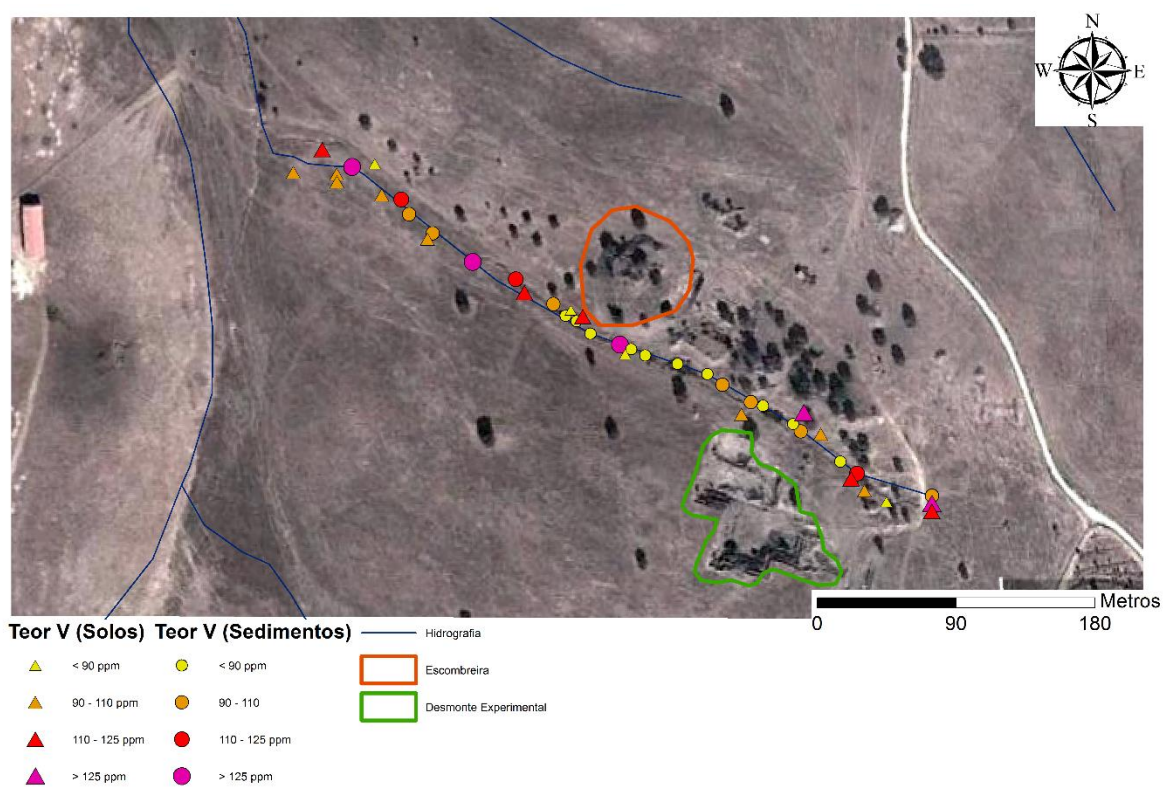 N
W E
S
Metros
0 90 180
Teor V (Solos) Teor V (Sedimentos) Hidrografia
< 90 ppm < 90 ppm Escombreira
90 - 110 ppm 90 - 110 Desmonte Experimental
110 - 125 ppm 110 - 125 ppm
> 125 ppm > 125 ppm